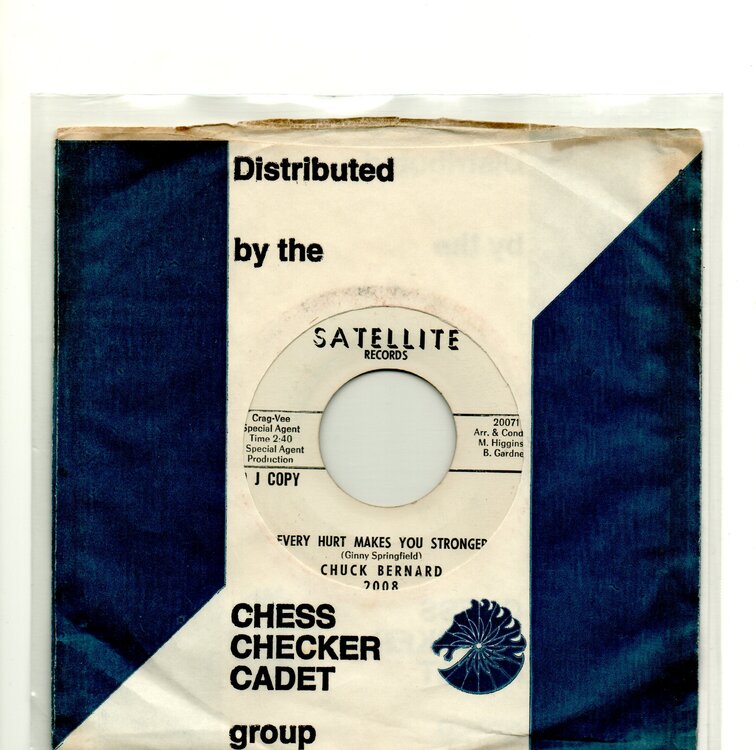 Distributed
by the
SATELLITE
RECORDS
Crag-Vee
Special Agent
Time 2:40
Special Agent
Production
20071
Arr. & Cond
M. Higgins
B. Gardne
J COPY
EVERY HURT MAKES YOU STRONGER
(Ginny Springfield)
CHUCK BERNARD
2008
CHESS
CHECKER
CADET
group